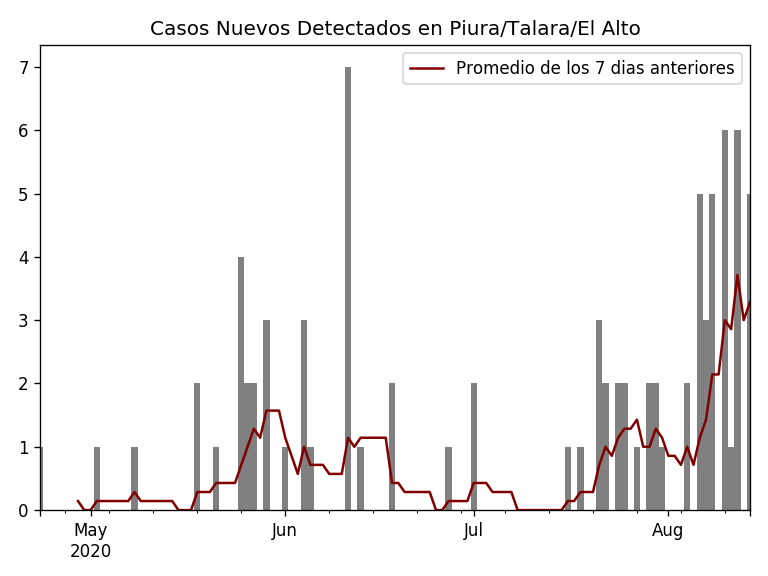 Casos Nuevos Detectados en Piura/Talara/El Alto
Promedio de los 7 dias anteriores
7
6
5
4
3
2
1
0
May
2020
Jun
Jul
Aug